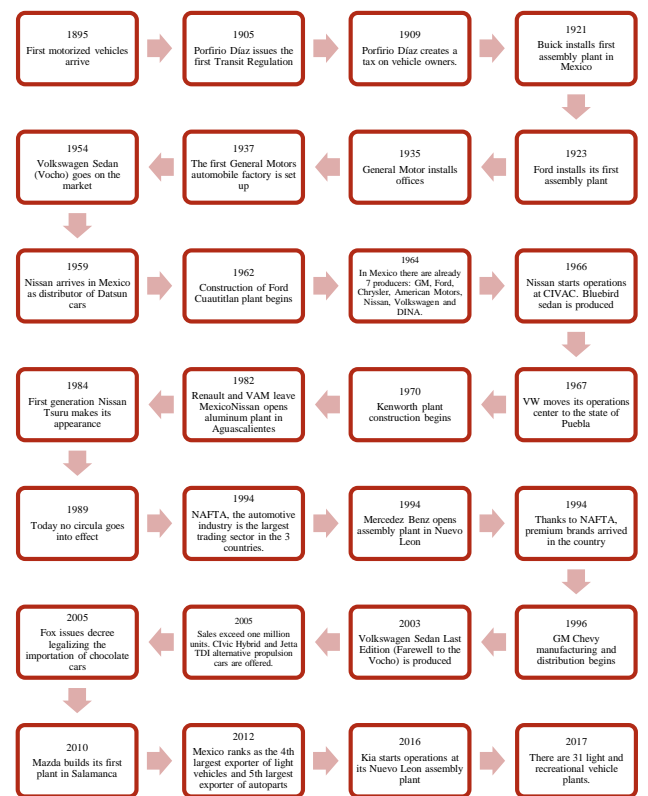 1895
First motorized vehicles
arrive
1905
Porfirio Díaz issues the
first Transit Regulation
1909
Porfirio Díaz creates a
tax on vehicle owners.
1921
Buick installs first
assembly plant in
Mexico
1923
Ford installs its first
assembly plant
1935
General Motor installs
offices
1937
The first General Motors
automobile factory is set
up
1954
Volkswagen Sedan
(Vocho) goes on the
market
1959
Nissan arrives in Mexico
as distributor of Datsun
cars
1962
Construction of Ford
Cuautitlan plant begins
1964
In Mexico there are already
7 producers: GM, Ford,
Chrysler, American Motors,
Nissan, Volkswagen and
DINA.
1966
Nissan starts operations
at CIVAC. Bluebird
sedan is produced
1967
VW moves its operations
center to the state of
Puebla
1970
Kenworth plant
construction begins
1982
Renault and VAM leave
MexicoNissan opens
aluminum plant in
Aguascalientes
1984
First generation Nissan
Tsuru makes its
appearance
1989
Today no circula goes
into effect
1994
NAFTA, the automotive
industry is the largest
trading sector in the 3
countries.
1994
Mercedez Benz opens
assembly plant in Nuevo
Leon
1994
Thanks to NAFTA,
premium brands arrived
in the country
1996
GM Chevy
manufacturing and
distribution begins
2003
Volkswagen Sedan Last
Edition (Farewell to the
Vocho) is produced
2005
Sales exceed one million
units. CIvic Hybrid and Jetta
TDI alternative propulsion
cars are offered.
2005
Fox issues decree
legalizing the
importation of chocolate
cars
2010
Mazda builds its first
plant in Salamanca
2012
Mexico ranks as the 4th
largest exporter of light
vehicles and 5th largest
exporter of autoparts
2016
Kia starts operations at
its Nuevo Leon assembly
plant
2017
There are 31 light and
recreational vehicle
plants.